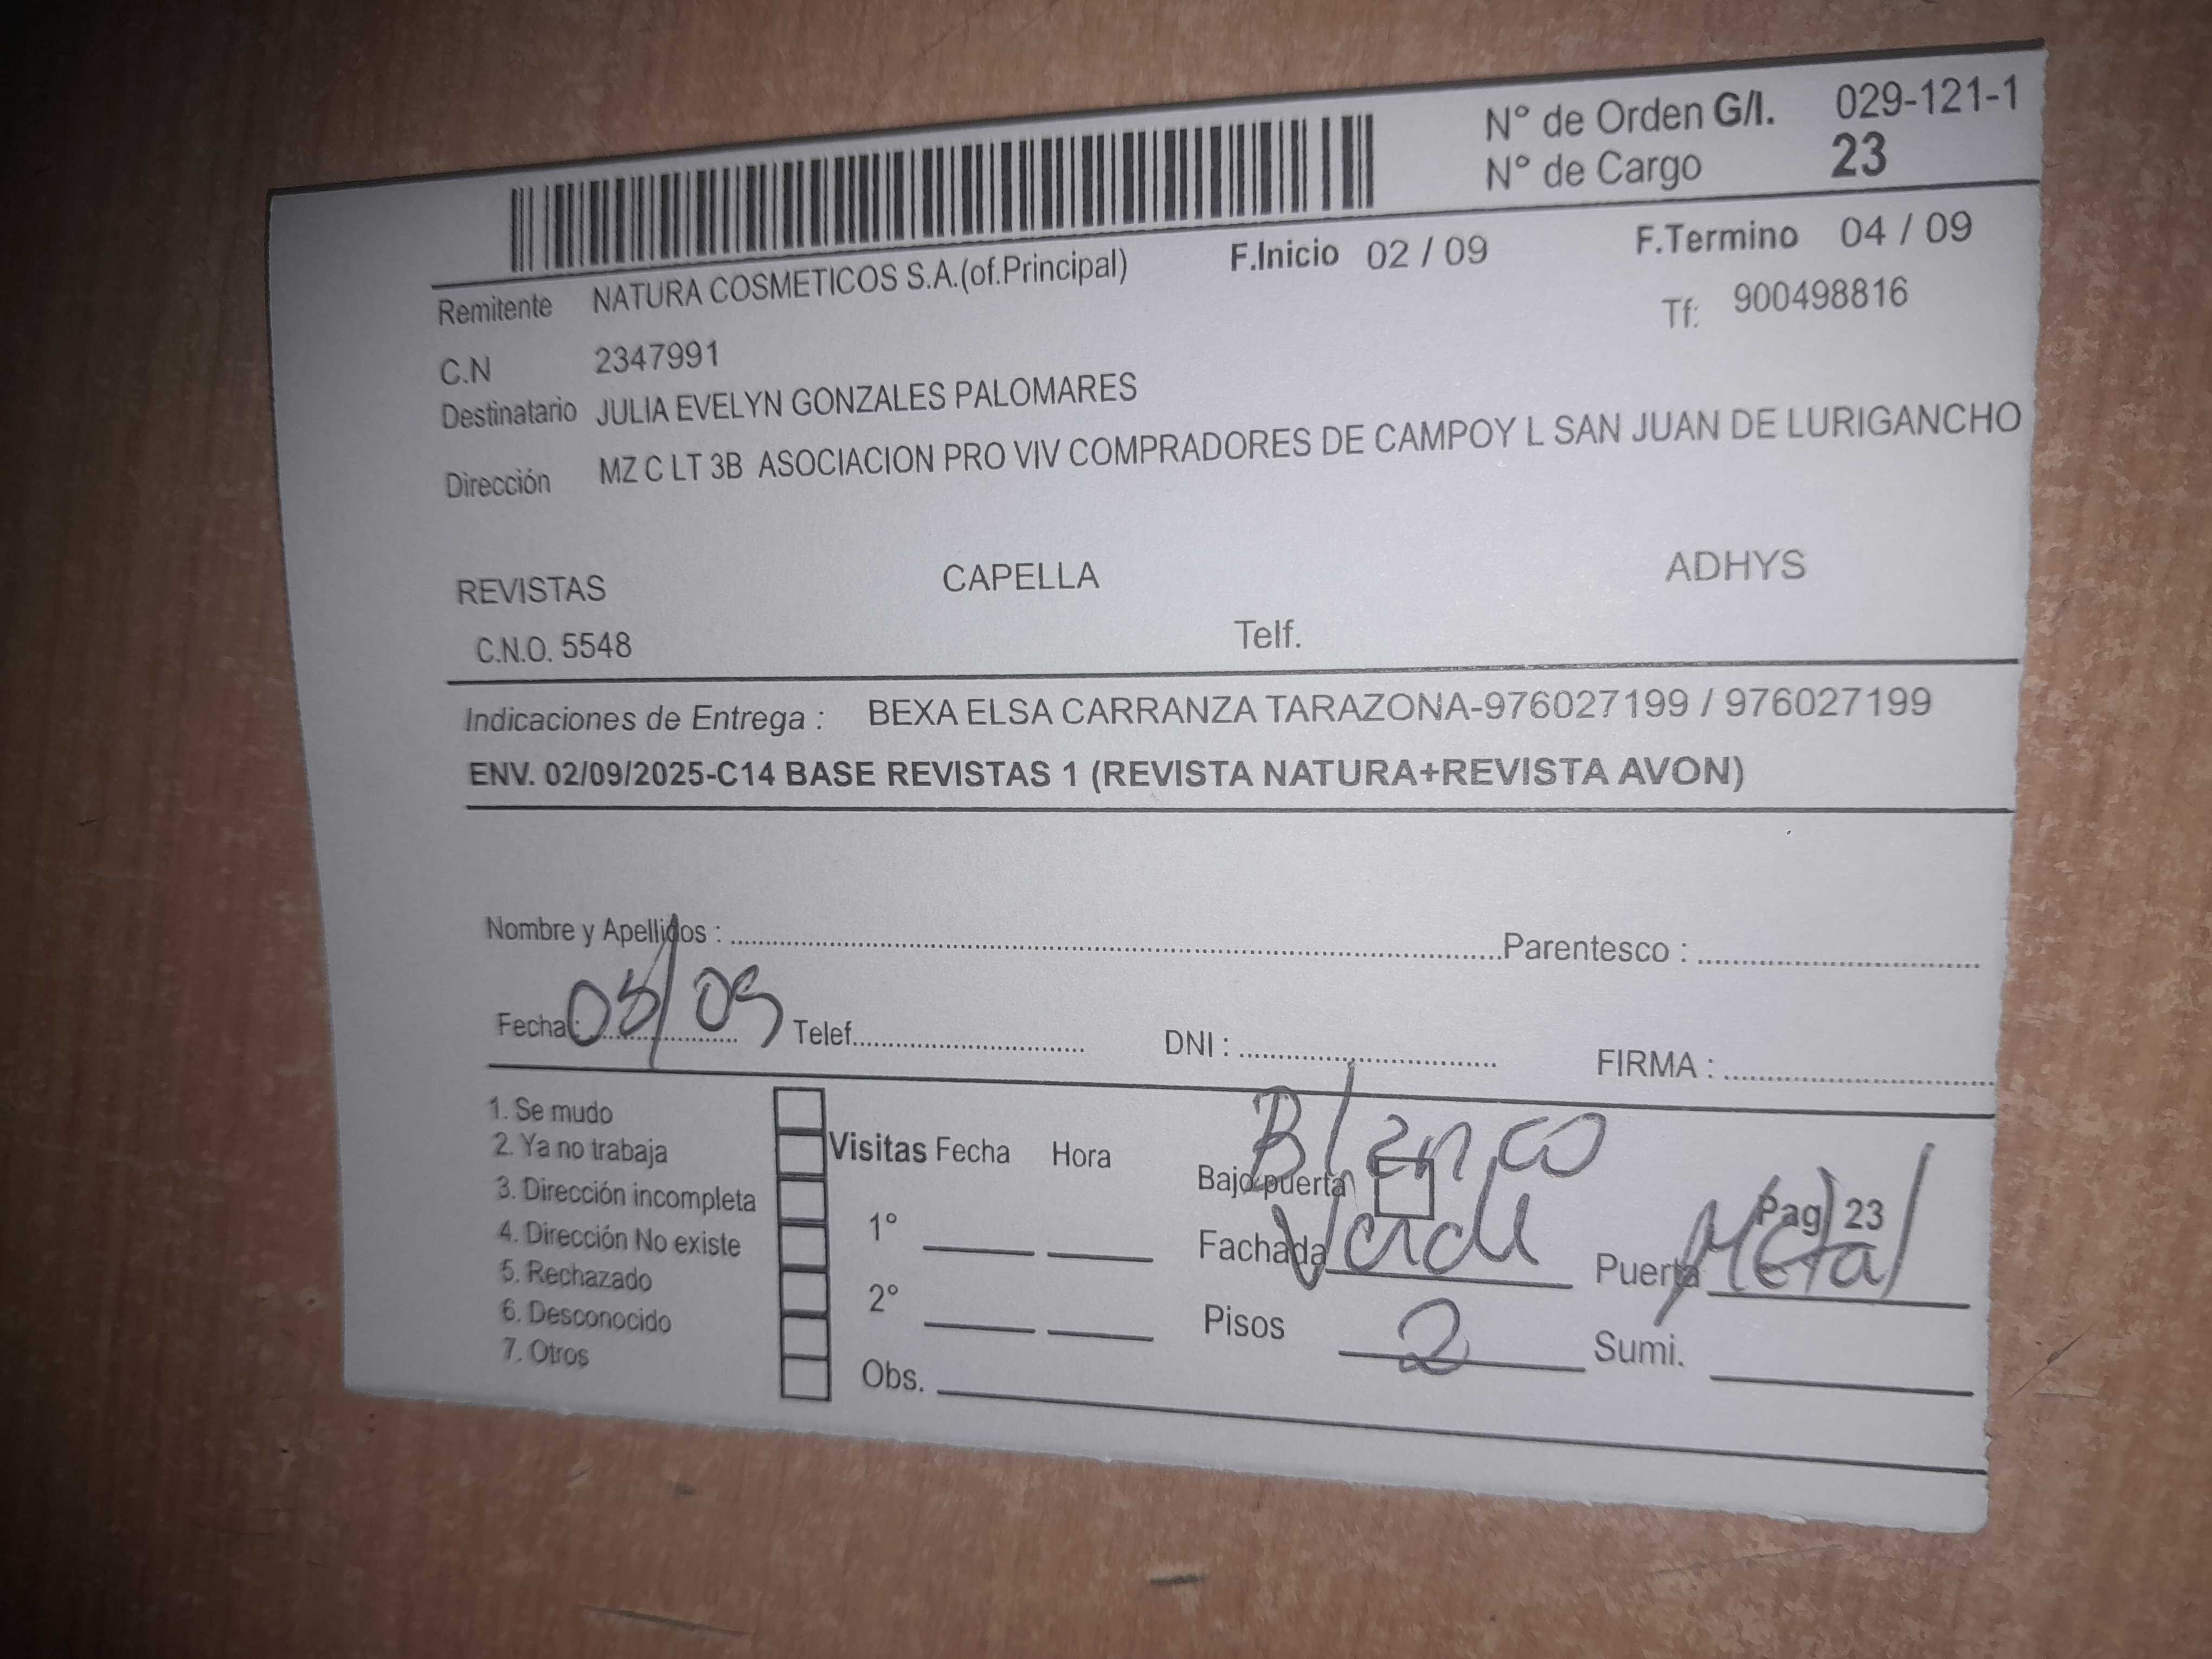 N° de Orden G/I. 029-121-1
N° de Cargo 23
F.Inicio 02 / 09 F.Termino 04 / 09
Remitente NATURA COSMETICOS S.A.(of.Principal) Tf: 900498816
C.N 2347991
Destinatario JULIA EVELYN GONZALES PALOMARES
Dirección MZ C LT 3B ASOCIACION PRO VIV COMPRADORES DE CAMPOY L SAN JUAN DE LURIGANCHO
REVISTAS CAPELLA ADHYS
C.N.O. 5548 Telf.
Indicaciones de Entrega : BEXA ELSA CARRANZA TARAZONA-976027199 / 976027199
ENV. 02/09/2025-C14 BASE REVISTAS 1 (REVISTA NATURA+REVISTA AVON)
Nombre y Apellidos : Parentesco :
Fecha: /09 Telef. DNI : FIRMA :
1. Se mudo
2. Ya no trabaja
3. Dirección incompleta
4. Dirección No existe
5. Rechazado
6. Desconocido
7. Otros
Visitas Fecha Hora
1°
2°
Obs.
Blanco
Bajo puerta Pag 23
Fachada Verde Puerta Metal
Pisos 2 Sumi.